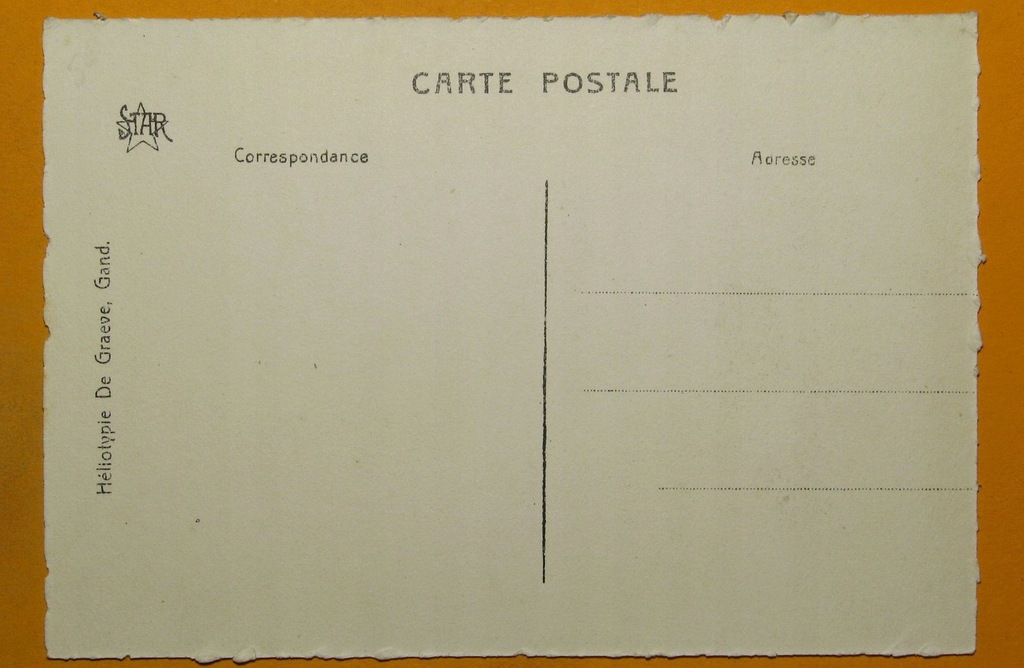 CARTE POSTALE
STAR
Correspondance
Adresse
Héliotypie De Graeve, Gand.